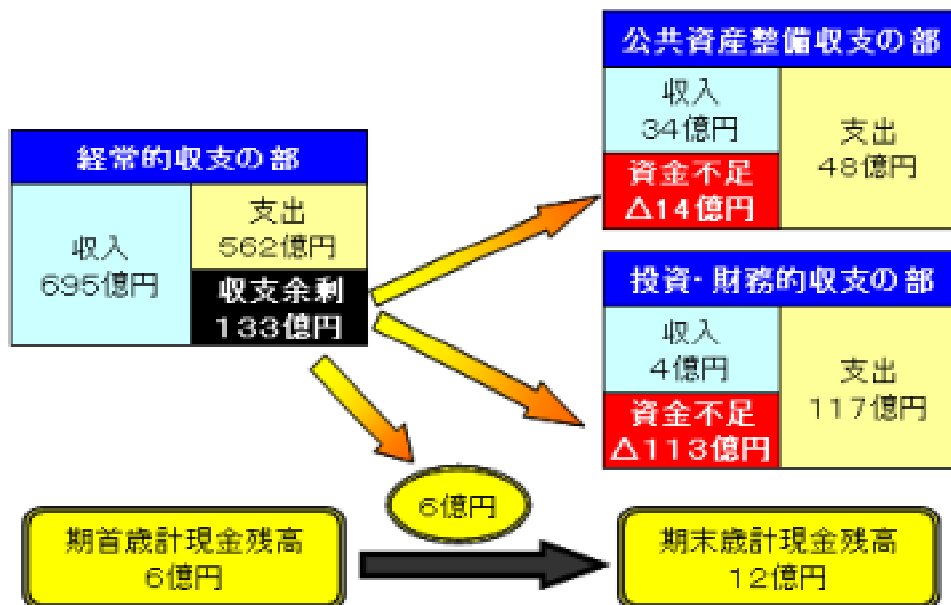 経常的収支の部
収入
695億円
支出
562億円
収支余剰
133億円
公共資産整備収支の部
収入
34億円
資金不足
△14億円
支出
48億円
投資・財務的収支の部
収入
4億円
資金不足
△113億円
支出
117億円
6億円
期首歳計現金残高
6億円
期末歳計現金残高
12億円